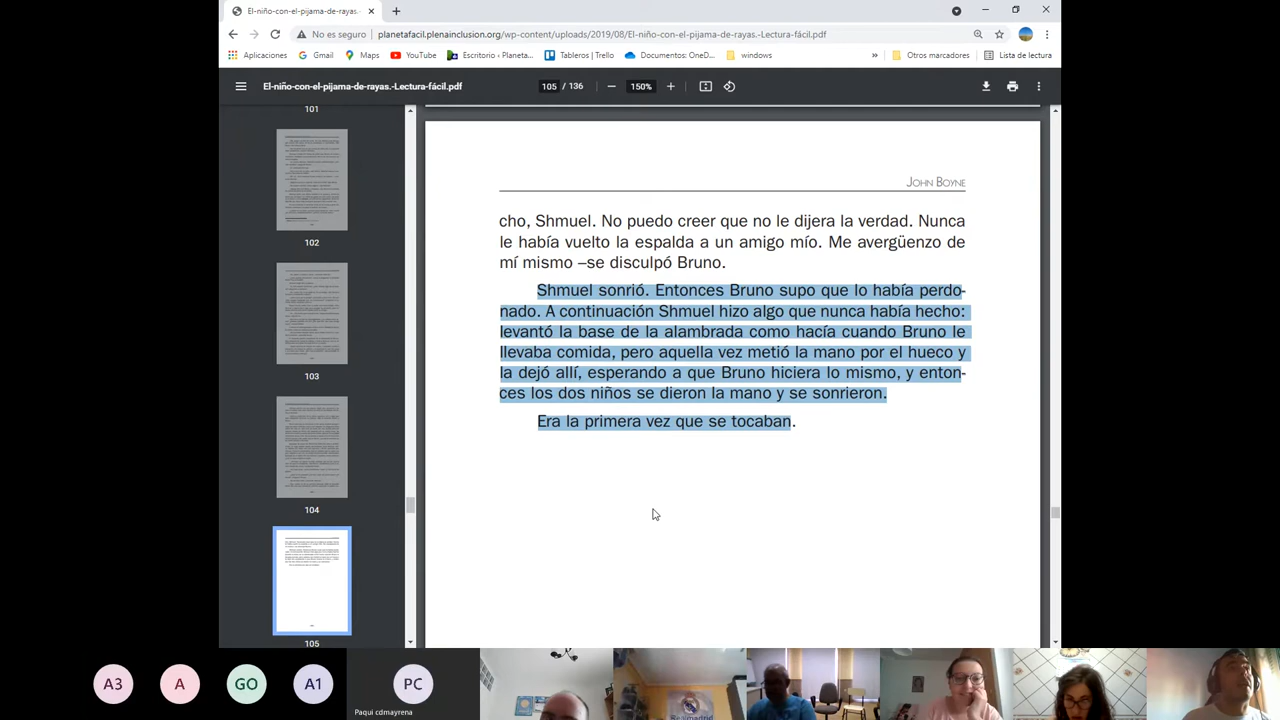 El-niño-con-el-pijama-de-rayas.-
No es seguro
planetafacil.plenainclusion.org/wp-content/uploads/2019/08/El-niño-con-el-pijama-de-rayas.-Lectura-fácil.pdf
Aplicaciones Gmail Maps YouTube Escritorio – Planeta... Tableros | Trello Documentos: OneD... windows » Otros marcadores Lista de lectura
El-niño-con-el-pijama-de-rayas.-Lectura-fácil.pdf 105 / 136 150%
101
102
103
104
105
JOHN BOYNE
cho, Shmuel. No puedo creer que no le dijera la verdad. Nunca
le había vuelto la espalda a un amigo mío. Me avergüenzo de
mí mismo –se disculpó Bruno.
Shmuel sonrió. Entonces Bruno supo que lo había perdo-
nado. A continuación Shmuel hizo algo que nunca había hecho:
levantó la base de la alambrada como hacía cuando Bruno le
llevaba comida, pero aquella vez metió la mano por el hueco y
la dejó allí, esperando a que Bruno hiciera lo mismo, y enton-
ces los dos niños se dieron la mano y se sonrieron.
Era la primera vez que se tocaban.
A3 A GO A1 PC
Paqui cdmayrena